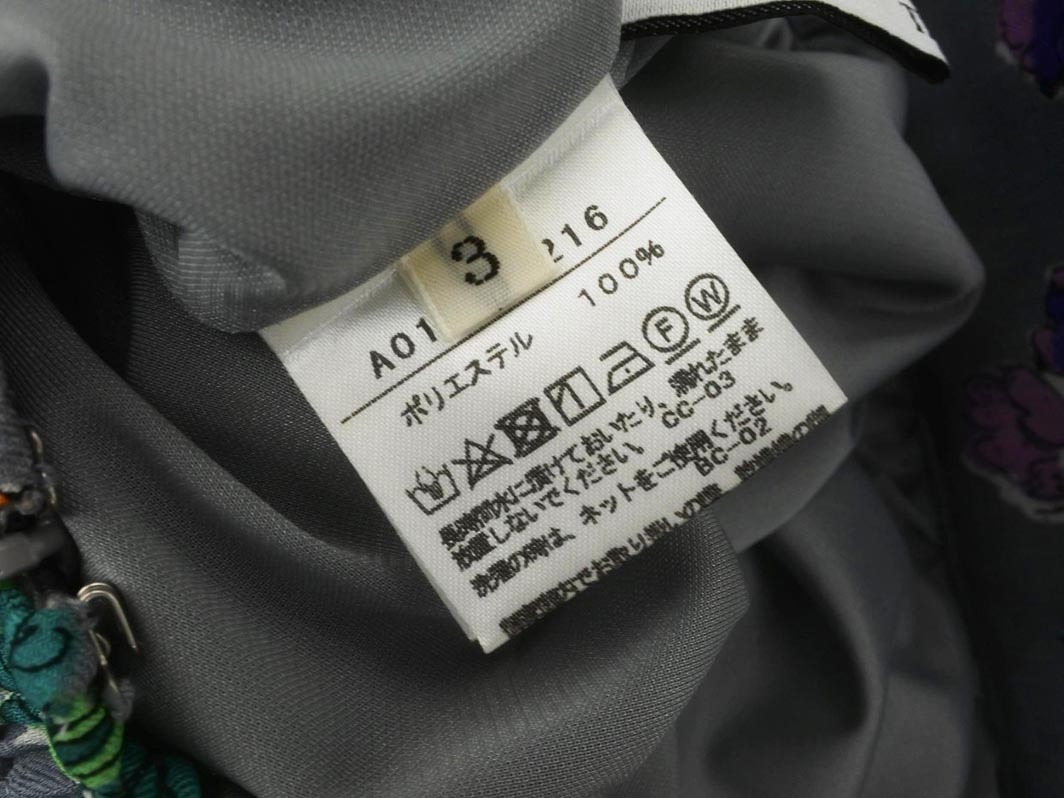 3
A01 216
ポリエステル 100%
F W
長時間水に漬けておいたり、濡れたまま
放置しないでください。 CC-03
洗濯の際は、ネットをご使用ください。
BC-02